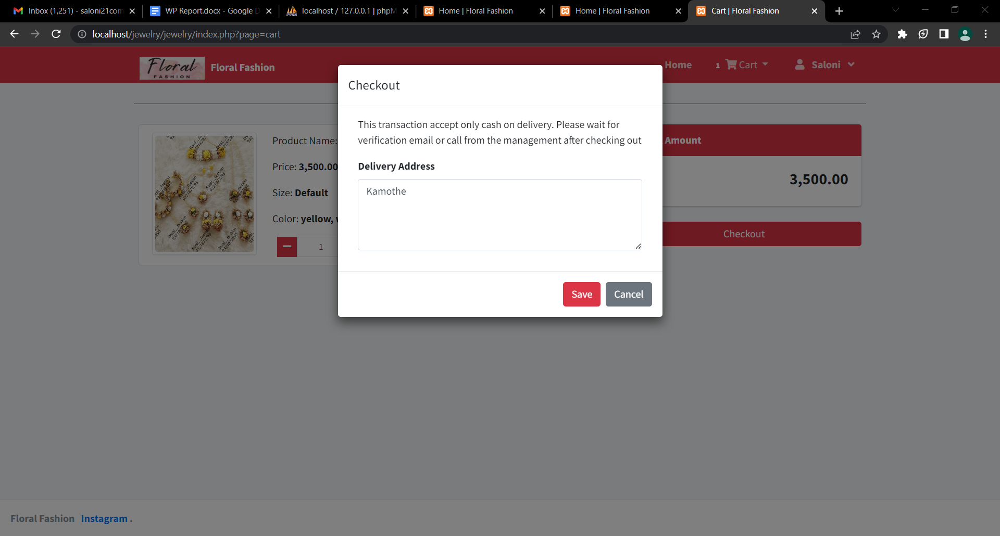 Inbox (1,251) - saloni21com
WP Report.docx - Google D
localhost / 127.0.0.1 | phpM
Home | Floral Fashion
Home | Floral Fashion
Cart | Floral Fashion
localhost/jewelry/jewelry/index.php?page=cart
Floral
FASHION
Floral Fashion
Home
1 Cart
Saloni
Checkout
This transaction accept only cash on delivery. Please wait for
verification email or call from the management after checking out
Delivery Address
Kamothe
Save
Cancel
Product Name:
Price: 3,500.00
Size: Default
Color: yellow,
1
floral__fashion
9321872295
Amount
3,500.00
Checkout
Floral Fashion Instagram .